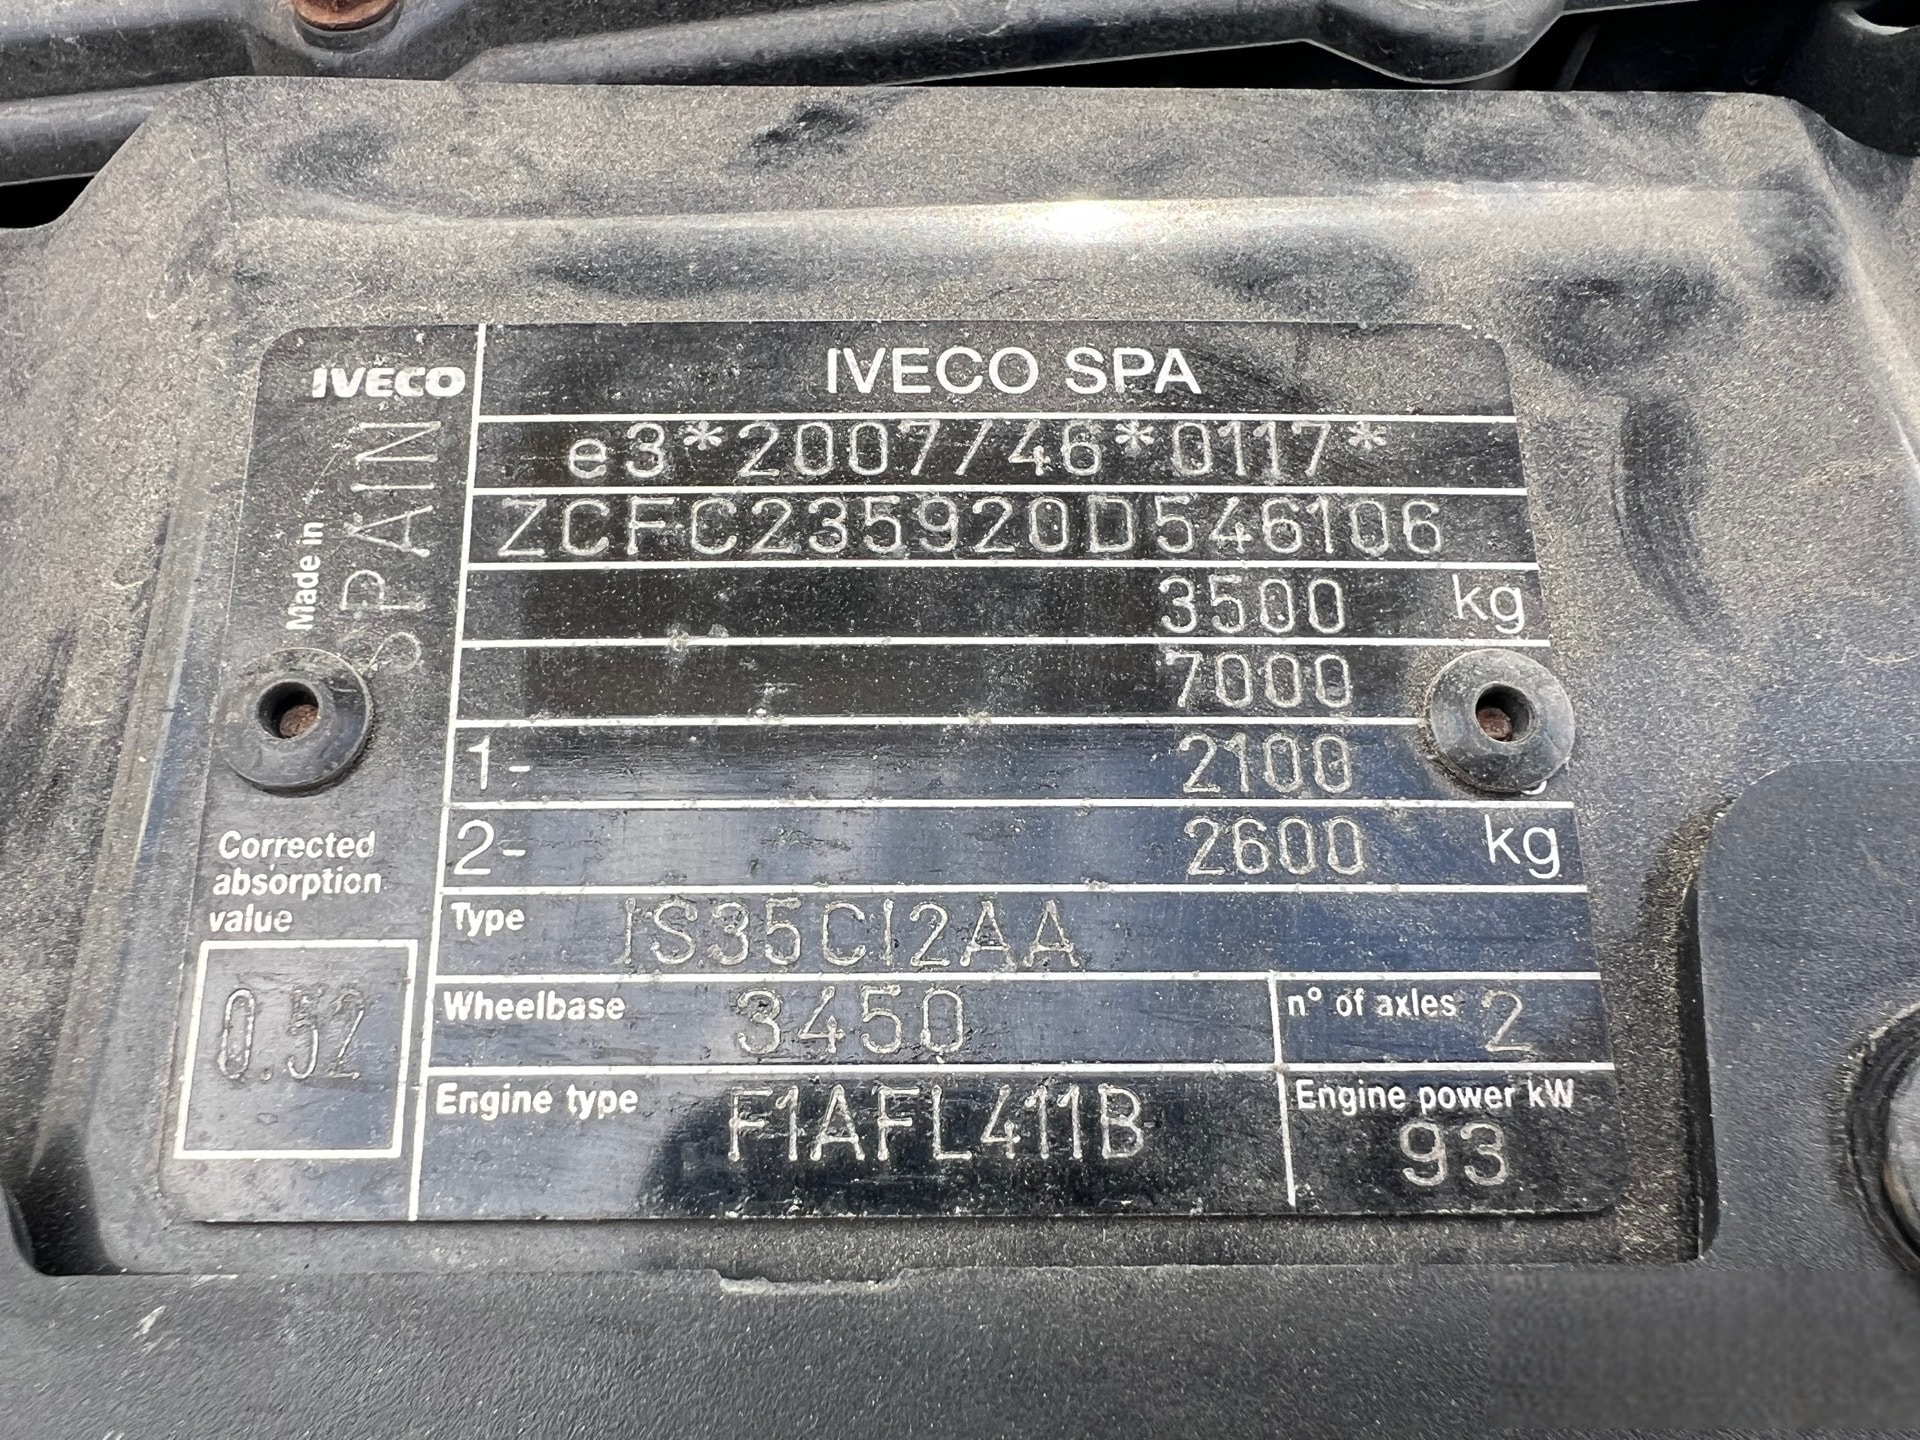 IVECO
IVECO SPA
e3*2007/46*0117*
ZCFC235920D546106
3500 kg
7000
1- 2100
2- 2600 kg
Made in
SPAIN
Corrected
absorption
value
0.52
Type IS35CI2AA
Wheelbase 3450
n° of axles 2
Engine type F1AFL411B
Engine power kW
93